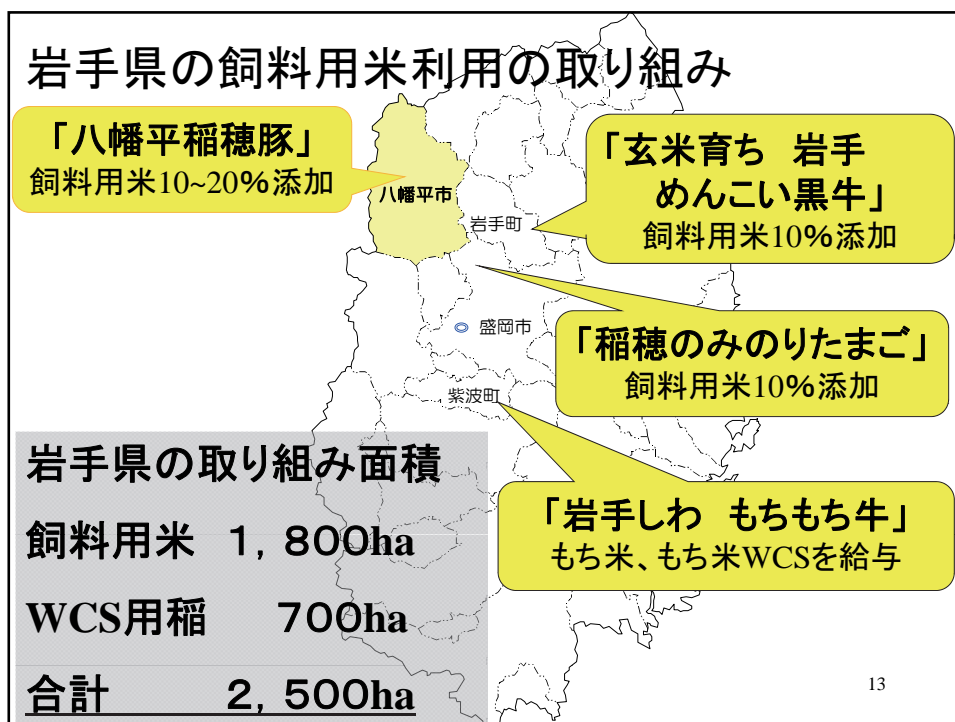 岩手県の飼料用米利用の取り組み
「八幡平稲穂豚」
飼料用米10~20%添加
「玄米育ち　岩手
めんこい黒牛」
飼料用米10%添加
八幡平市
岩手町
盛岡市
「稲穂のみのりたまご」
飼料用米10%添加
紫波町
岩手県の取り組み面積
飼料用米　１，８００ha
WCS用稲　７００ha
合計　２，５００ha
「岩手しわ　もちもち牛」
もち米、もち米WCSを給与
13